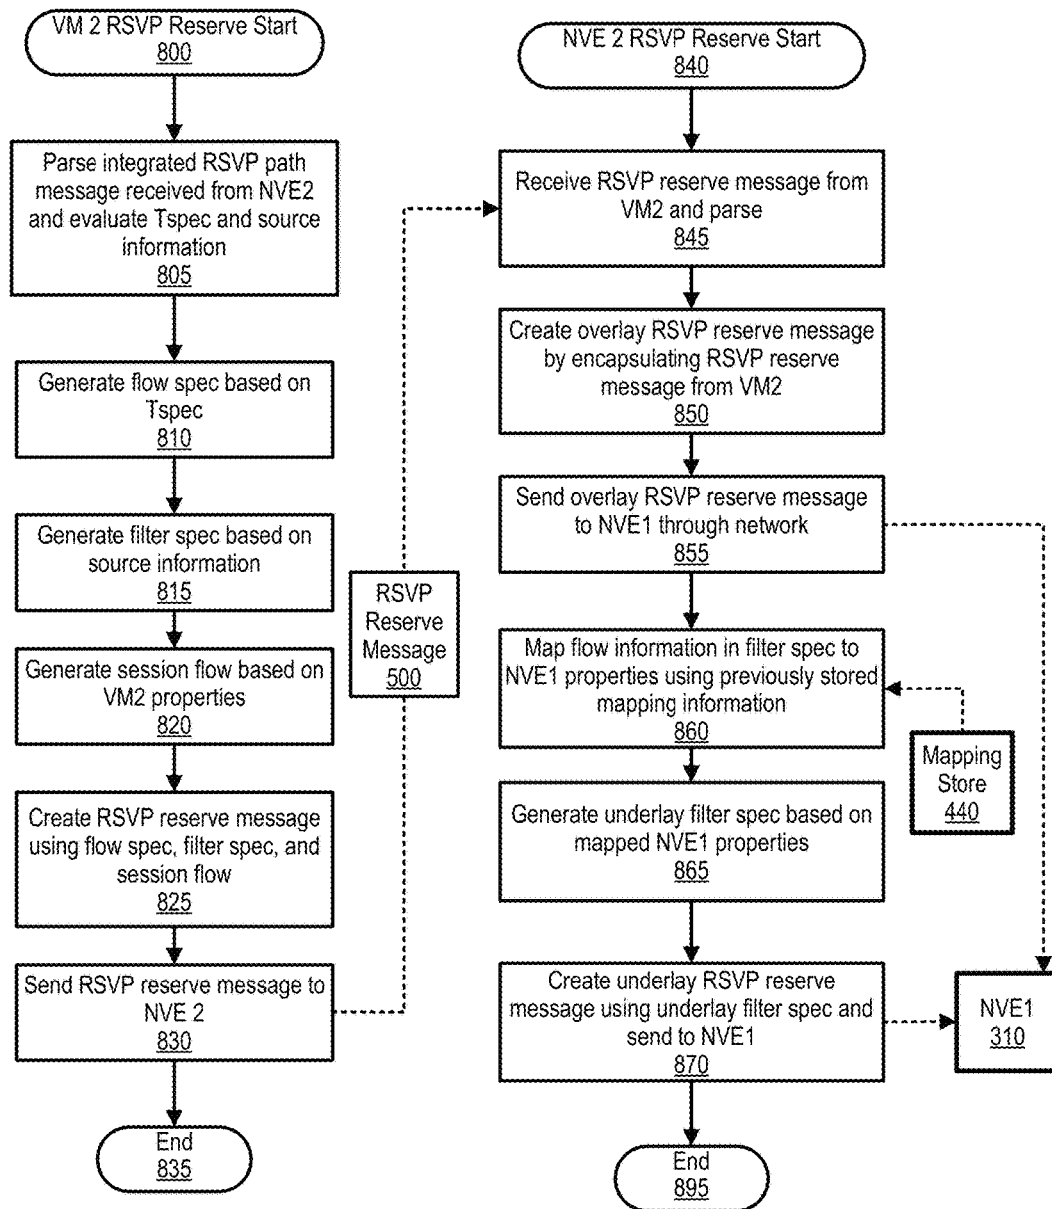 VM 2 RSVP Reserve Start
800
Parse integrated RSVP path
message received from NVE2
and evaluate Tspec and source
information
805
Generate flow spec based on
Tspec
810
Generate filter spec based on
source information
815
Generate session flow based on
VM2 properties
820
Create RSVP reserve message
using flow spec, filter spec, and
session flow
825
Send RSVP reserve message to
NVE 2
830
End
835
RSVP
Reserve
Message
500
NVE 2 RSVP Reserve Start
840
Receive RSVP reserve message from
VM2 and parse
845
Create overlay RSVP reserve message
by encapsulating RSVP reserve
message from VM2
850
Send overlay RSVP reserve message
to NVE1 through network
855
Map flow information in filter spec to
NVE1 properties using previously stored
mapping information
860
Mapping
Store
440
Generate underlay filter spec based on
mapped NVE1 properties
865
Create underlay RSVP reserve
message using underlay filter spec and
send to NVE1
870
NVE1
310
End
895